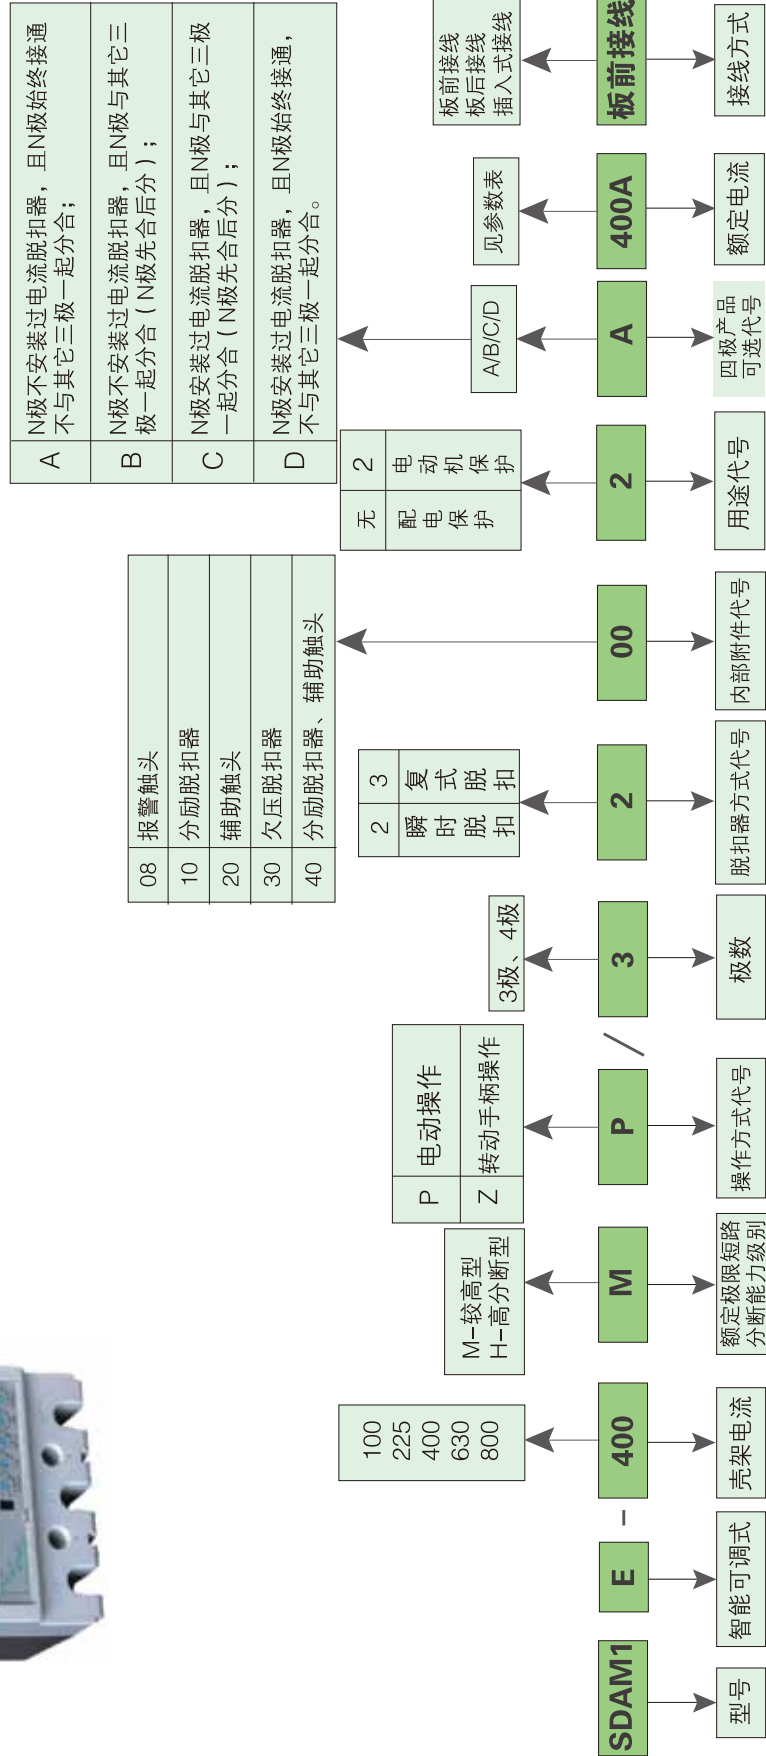 SDAM1
E
–
400
M
P
/
3
2
00
2
A
400A
板前接线
型号
智能可调式
壳架电流
额定极限短路
分断能力级别
操作方式代号
极数
脱扣器方式代号
内部附件代号
用途代号
四极产品
可选代号
额定电流
接线方式
100
225
400
630
800
M–较高型
H–高分断型
P 电动操作
Z 转动手柄操作
3极、4极
2 3
瞬时脱扣 复式脱扣
08 报警触头
10 分励脱扣器
20 辅助触头
30 欠压脱扣器
40 分励脱扣器、辅助触头
无 2
配电保护 电动机保护
A/B/C/D
A N极不安装过电流脱扣器，且N极始终接通
不与其它三极一起分合；
B N极不安装过电流脱扣器，且N极与其它三
极一起分合（N极先合后分）；
C N极安装过电流脱扣器，且N极与其它三极
一起分合（N极先合后分）；
D N极安装过电流脱扣器，且N极始终接通，
不与其它三极一起分合。
见参数表
板前接线
板后接线
插入式接线